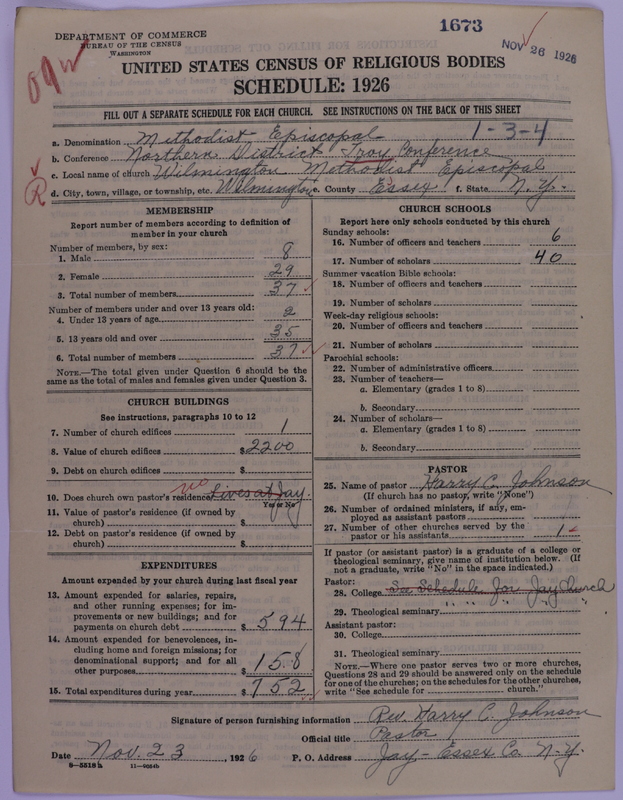 1673
DEPARTMENT OF COMMERCE
BUREAU OF THE CENSUS
WASHINGTON
NOV 26 1926
UNITED STATES CENSUS OF RELIGIOUS BODIES
SCHEDULE: 1926
FILL OUT A SEPARATE SCHEDULE FOR EACH CHURCH. SEE INSTRUCTIONS ON THE BACK OF THIS SHEET
a. Denomination Methodist Episcopal 1-3-4
b. Conference Northern District Troy Conference
c. Local name of church Wilmington Methodist Episcopal
R d. City, town, village, or township, etc. Wilmington e. County Essex f. State N.Y.
MEMBERSHIP
Report number of members according to definition of
member in your church
Number of members, by sex:
1. Male 8
2. Female 29
3. Total number of members 37
Number of members under and over 13 years old:
4. Under 13 years of age 2
5. 13 years old and over 35
6. Total number of members 37
NOTE.—The total given under Question 6 should be
same as the total of males and females given under Question 3.
CHURCH BUILDINGS
See instructions, paragraphs 10 to 12
7. Number of church edifices 1
8. Value of church edifices $2200
9. Debt on church edifices $
no
10. Does church own pastor's residence Lives at Jay
Yes or No
11. Value of pastor's residence (if owned by
church) $
12. Debt on pastor's residence (if owned by
church) $
EXPENDITURES
Amount expended by your church during last fiscal year
13. Amount expended for salaries, repairs,
and other running expenses; for im-
provements or new buildings; and for
payments on church debt $594
14. Amount expended for benevolences, in-
cluding home and foreign missions; for
denominational support; and for all
other purposes 158
15. Total expenditures during year $752
CHURCH SCHOOLS
Report here only schools conducted by this church
Sunday schools:
16. Number of officers and teachers 6
17. Number of scholars 40
Summer vacation Bible schools:
18. Number of officers and teachers
19. Number of scholars
Week-day religious schools:
20. Number of officers and teachers
21. Number of scholars
Parochial schools:
22. Number of administrative officers
23. Number of teachers—
a. Elementary (grades 1 to 8)
b. Secondary
24. Number of scholars—
a. Elementary (grades 1 to 8)
b. Secondary
PASTOR
25. Name of pastor Harry C. Johnson
(If church has no pastor, write "None")
26. Number of ordained ministers, if any, em-
ployed as assistant pastors
27. Number of other churches served by the
pastor or his assistants 1
If pastor (or assistant pastor) is a graduate of a college or
theological seminary, give name of institution below. (If
not a graduate, write "No" in the space indicated.)
Pastor:
28. College See Schedule for Jay Church
29. Theological seminary " " " " "
Assistant pastor:
30. College
31. Theological seminary
NOTE.—Where one pastor serves two or more churches,
Questions 28 and 29 should be answered only on the schedule
for one of the churches; on the schedules for the other churches,
write "See schedule for church."
Signature of person furnishing information Rev. Harry C. Johnson
Official title Pastor
Date Nov. 23, 1926 P. O. Address Jay - Essex Co N-Y.
8-5518 a 11-9664b